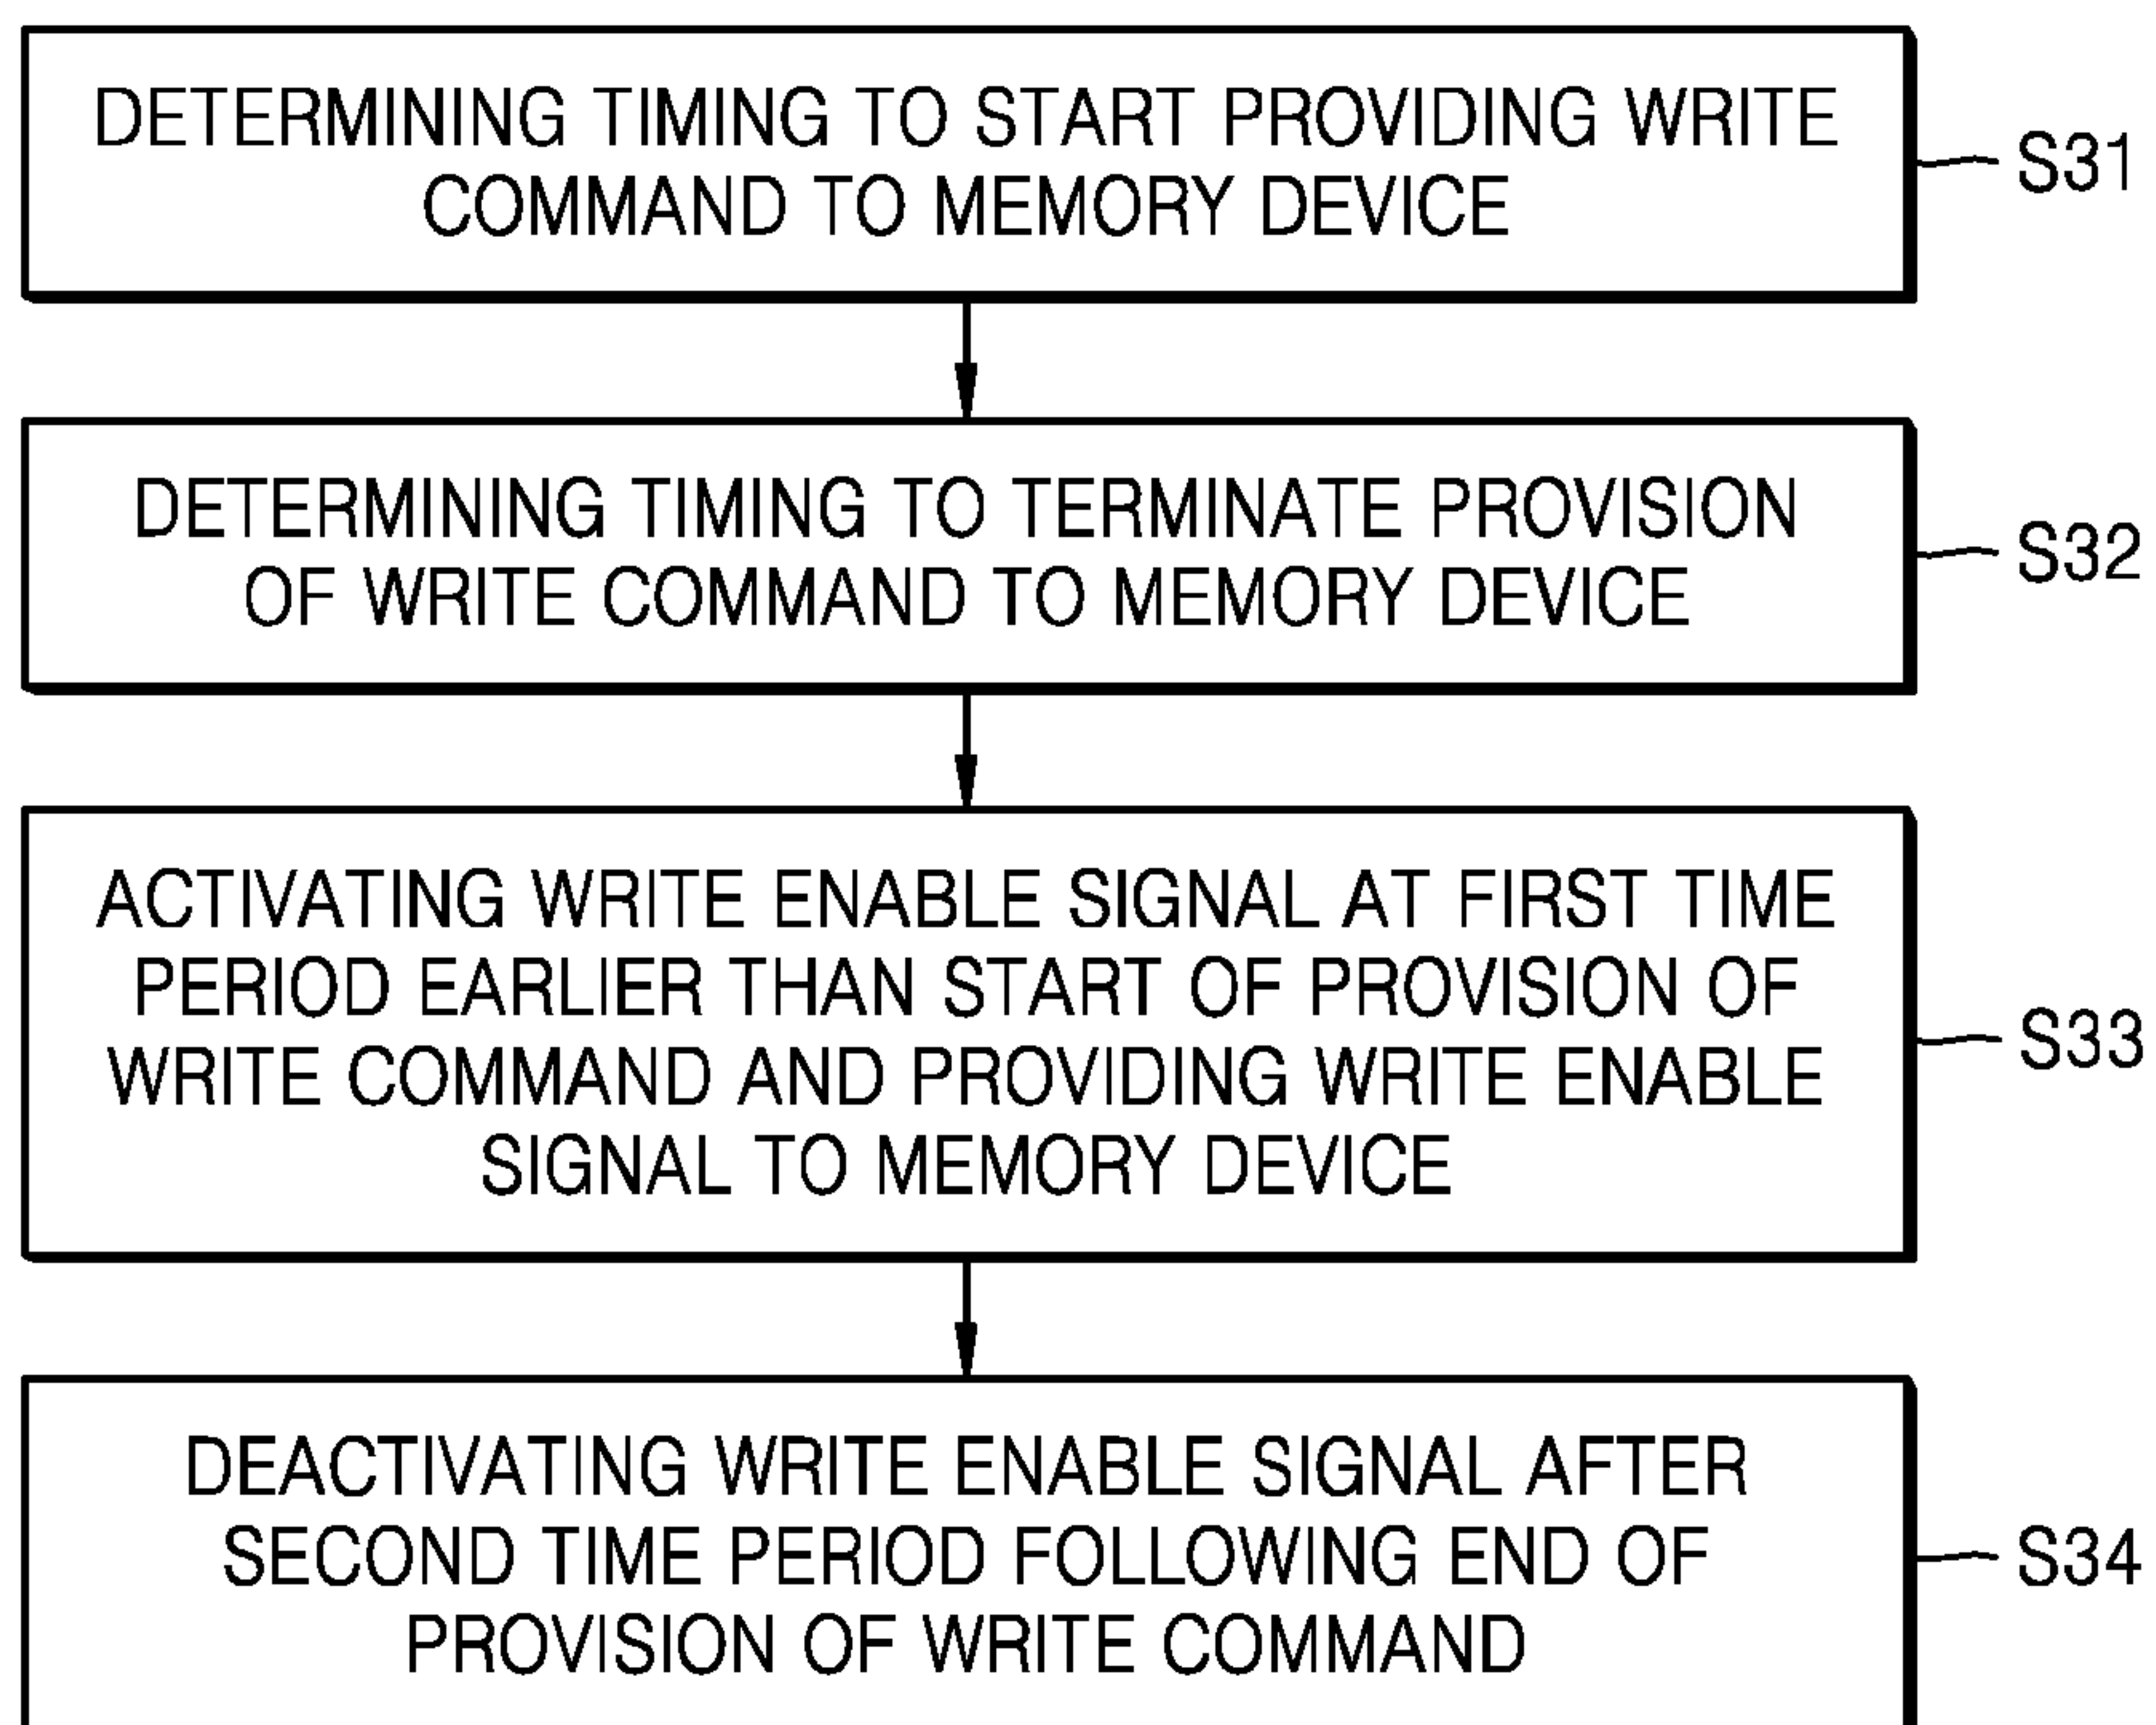 DETERMINING TIMING TO START PROVIDING WRITE
COMMAND TO MEMORY DEVICE
S31
DETERMINING TIMING TO TERMINATE PROVISION
OF WRITE COMMAND TO MEMORY DEVICE
S32
ACTIVATING WRITE ENABLE SIGNAL AT FIRST TIME
PERIOD EARLIER THAN START OF PROVISION OF
WRITE COMMAND AND PROVIDING WRITE ENABLE
SIGNAL TO MEMORY DEVICE
S33
DEACTIVATING WRITE ENABLE SIGNAL AFTER
SECOND TIME PERIOD FOLLOWING END OF
PROVISION OF WRITE COMMAND
S34